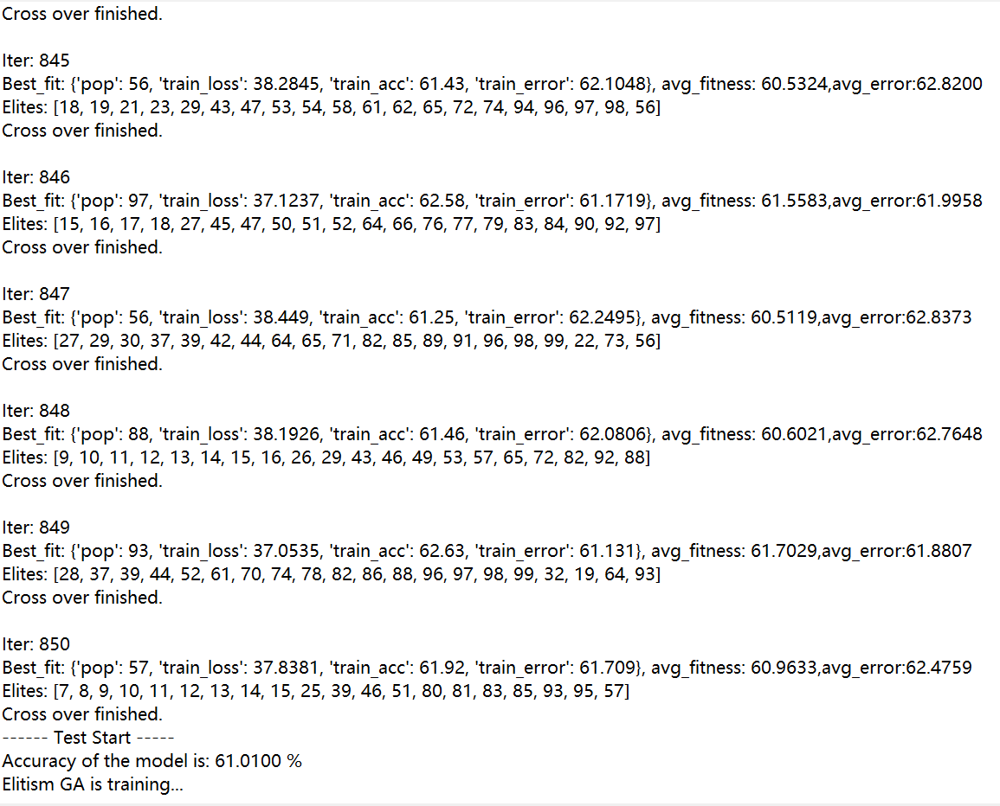 Cross over finished.
Iter: 845
Best_fit: {'pop': 56, 'train_loss': 38.2845, 'train_acc': 61.43, 'train_error': 62.1048}, avg_fitness: 60.5324,avg_error:62.8200
Elites: [18, 19, 21, 23, 29, 43, 47, 53, 54, 58, 61, 62, 65, 72, 74, 94, 96, 97, 98, 56]
Cross over finished.
Iter: 846
Best_fit: {'pop': 97, 'train_loss': 37.1237, 'train_acc': 62.58, 'train_error': 61.1719}, avg_fitness: 61.5583,avg_error:61.9958
Elites: [15, 16, 17, 18, 27, 45, 47, 50, 51, 52, 64, 66, 76, 77, 79, 83, 84, 90, 92, 97]
Cross over finished.
Iter: 847
Best_fit: {'pop': 56, 'train_loss': 38.449, 'train_acc': 61.25, 'train_error': 62.2495}, avg_fitness: 60.5119,avg_error:62.8373
Elites: [27, 29, 30, 37, 39, 42, 44, 64, 65, 71, 82, 85, 89, 91, 96, 98, 99, 22, 73, 56]
Cross over finished.
Iter: 848
Best_fit: {'pop': 88, 'train_loss': 38.1926, 'train_acc': 61.46, 'train_error': 62.0806}, avg_fitness: 60.6021,avg_error:62.7648
Elites: [9, 10, 11, 12, 13, 14, 15, 16, 26, 29, 43, 46, 49, 53, 57, 65, 72, 82, 92, 88]
Cross over finished.
Iter: 849
Best_fit: {'pop': 93, 'train_loss': 37.0535, 'train_acc': 62.63, 'train_error': 61.131}, avg_fitness: 61.7029,avg_error:61.8807
Elites: [28, 37, 39, 44, 52, 61, 70, 74, 78, 82, 86, 88, 96, 97, 98, 99, 32, 19, 64, 93]
Cross over finished.
Iter: 850
Best_fit: {'pop': 57, 'train_loss': 37.8381, 'train_acc': 61.92, 'train_error': 61.709}, avg_fitness: 60.9633,avg_error:62.4759
Elites: [7, 8, 9, 10, 11, 12, 13, 14, 15, 25, 39, 46, 51, 80, 81, 83, 85, 93, 95, 57]
Cross over finished.
------ Test Start -----
Accuracy of the model is: 61.0100 %
Elitism GA is training...